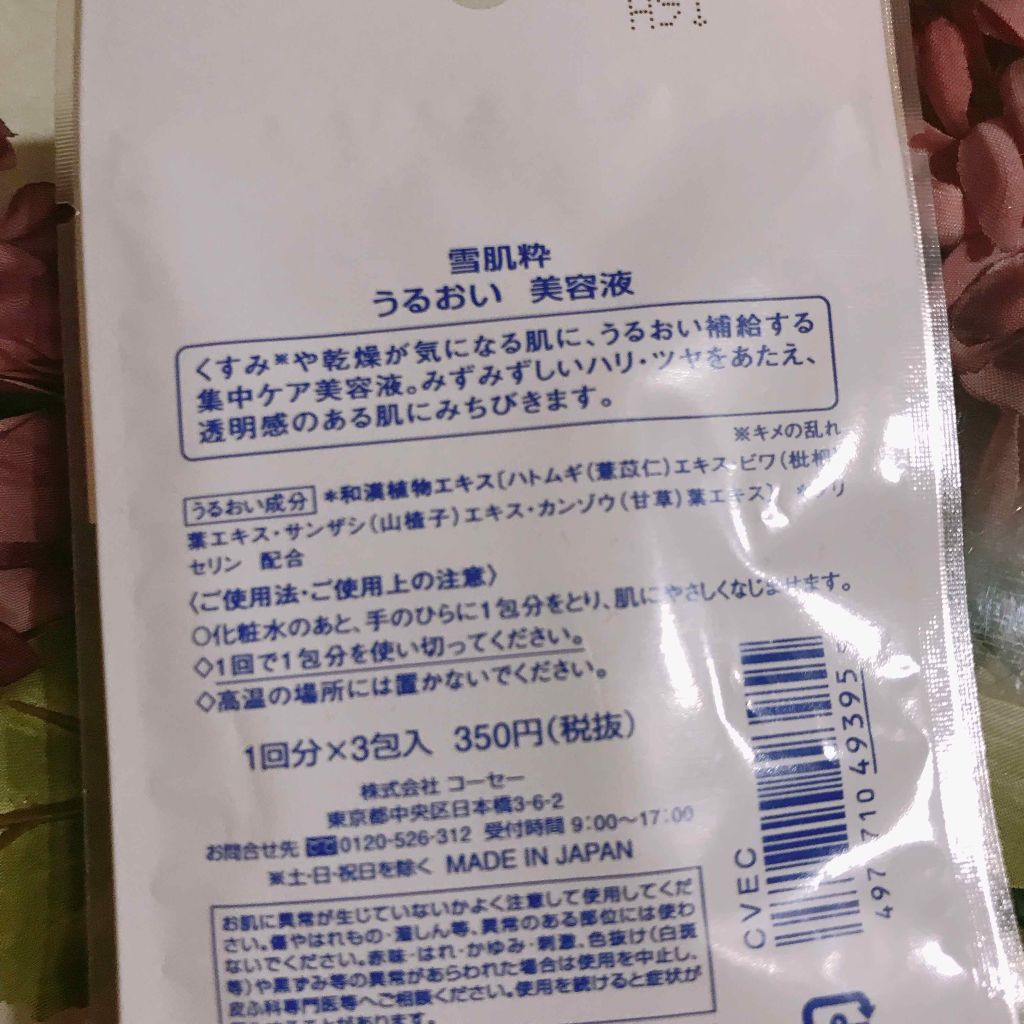 HSI
雪肌粋
うるおい 美容液
くすみ※や乾燥が気になる肌に、うるおい補給する
集中ケア美容液。みずみずしいハリ・ツヤをあたえ、
透明感のある肌にみちびきます。
※キメの乱れ
うるおい成分 *和漢植物エキス〔ハトムギ(薏苡仁)エキス・ビワ(枇杷)
葉エキス・サンザシ(山楂子)エキス・カンゾウ(甘草)葉エキス〕、*グリ
セリン 配合
〈ご使用法・ご使用上の注意〉
○化粧水のあと、手のひらに1包分をとり、肌にやさしくなじませます。
◇1回で1包分を使い切ってください。
◇高温の場所には置かないでください。
1回分×3包入 350円(税抜)
株式会社 コーセー
東京都中央区日本橋3-6-2
お問合せ先 0120-526-312 受付時間 9:00〜17:00
※土・日・祝日を除く MADE IN JAPAN
お肌に異常が生じていないかよく注意して使用してくだ
さい。傷やはれもの・湿しん等、異常のある部位には使わ
ないでください。赤味・はれ・かゆみ・刺激、色抜け(白斑
等)や黒ずみ等の異常があらわれた場合は使用を中止し、
皮ふ科専門医等へご相談ください。使用を続けると症状が
があります。
CVEC
49395